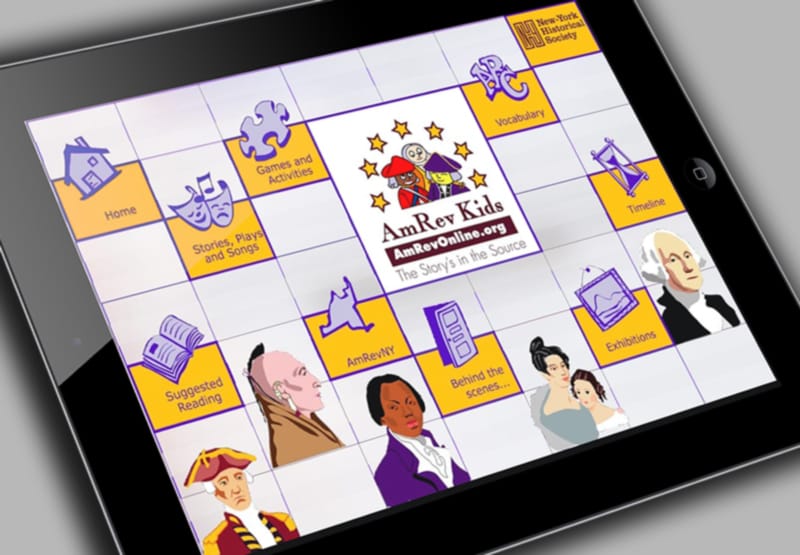 New-York
Historical
Society
Vocabulary
Games and
Activities
Home
Stories, Plays
and Songs
AmRev Kids
AmRevOnline.org
The Story's in the Source
Timeline
Suggested
Reading
AmRevNY
Behind the
scenes...
Exhibitions